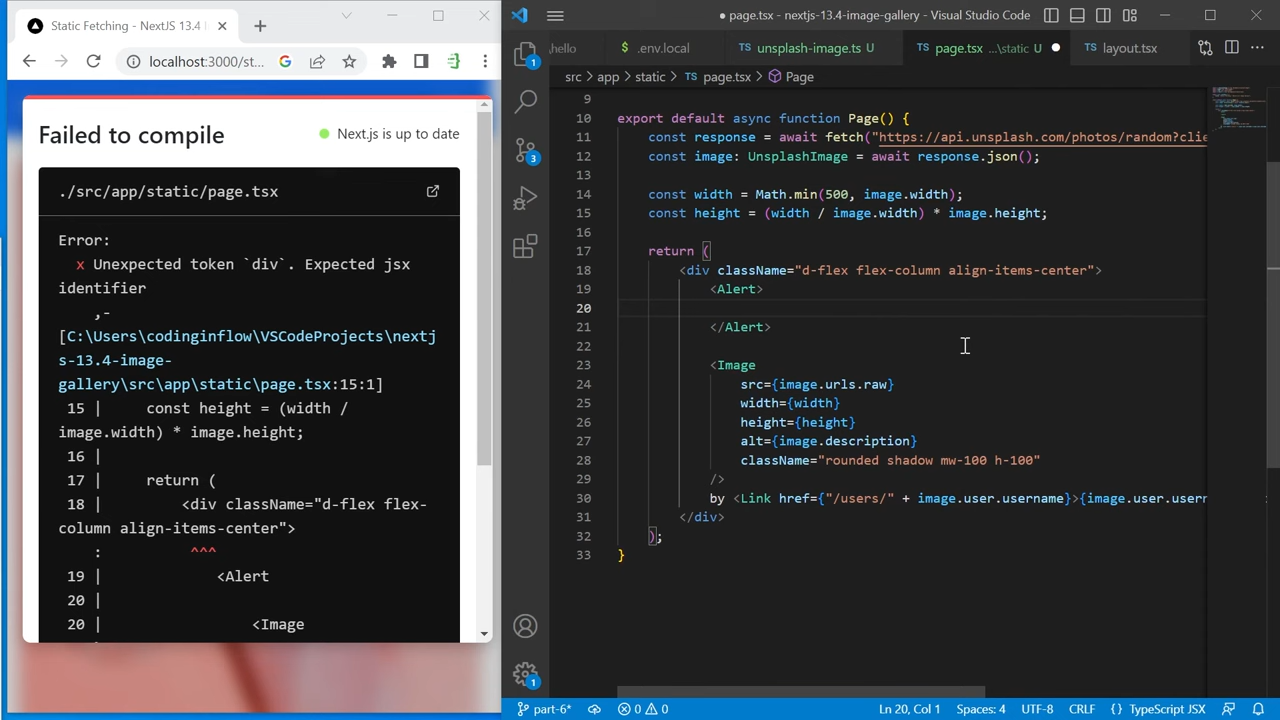 Static Fetching - NextJS 13.4
localhost:3000/st...
Failed to compile
Next.js is up to date
./src/app/static/page.tsx
Error:
x Unexpected token `div`. Expected jsx
identifier
,-
[C:\Users\codinginflow\VSCodeProjects\nextj
s-13.4-image-
gallery\src\app\static\page.tsx:15:1]
15 | const height = (width /
image.width) * image.height;
16 |
17 | return (
18 | <div className="d-flex flex-
column align-items-center">
: ^^^
19 | <Alert
20 |
20 | <Image
● page.tsx - nextjs-13.4-image-gallery - Visual Studio Code
hello
$ .env.local
TS unsplash-image.ts U
TS page.tsx ...\static U ●
TS layout.tsx
src > app > static > TS page.tsx > Page
9
10 export default async function Page() {
11 const response = await fetch("https://api.unsplash.com/photos/random?clie
12 const image: UnsplashImage = await response.json();
13
14 const width = Math.min(500, image.width);
15 const height = (width / image.width) * image.height;
16
17 return (
18 <div className="d-flex flex-column align-items-center">
19 <Alert>
20
21 </Alert>
22
23 <Image
24 src={image.urls.raw}
25 width={width}
26 height={height}
27 alt={image.description}
28 className="rounded shadow mw-100 h-100"
29 />
30 by <Link href={"/users/" + image.user.username}>{image.user.usern
31 </div>
32 );
33 }
1
3
1
part-6*
0 0
Ln 20, Col 1
Spaces: 4
UTF-8
CRLF
{} TypeScript JSX